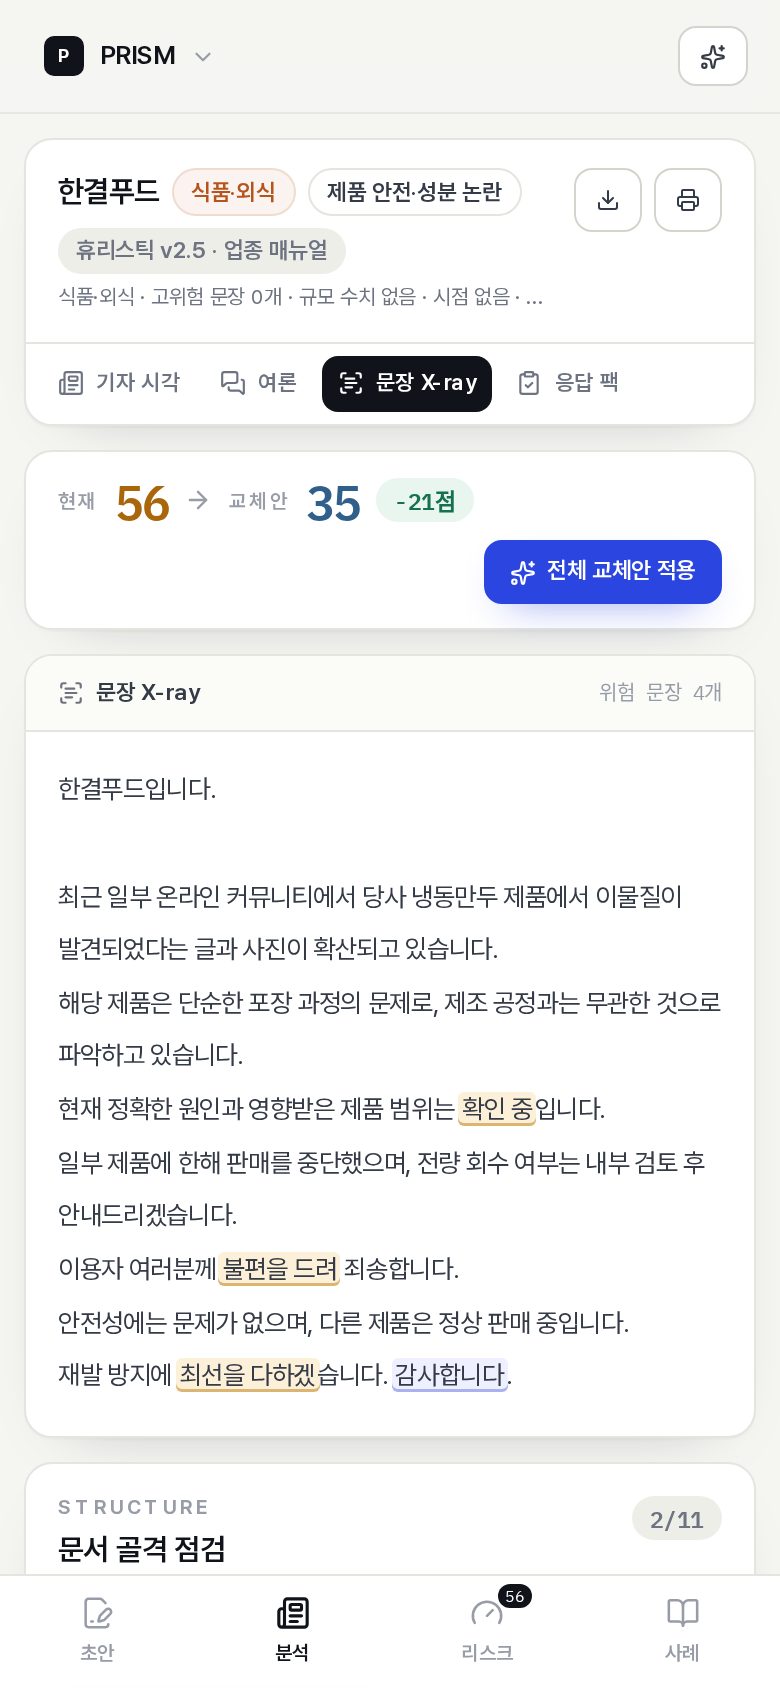 P PRISM
한결푸드 식품·외식 제품 안전·성분 논란
휴리스틱 v2.5 · 업종 매뉴얼
식품·외식 · 고위험 문장 0개 · 규모 수치 없음 · 시점 없음 · ...
기자 시각 여론 문장 X-ray 응답 팩
현재 56 → 교체안 35 -21점
전체 교체안 적용
문장 X-ray 위험 문장 4개
한결푸드입니다.
최근 일부 온라인 커뮤니티에서 당사 냉동만두 제품에서 이물질이
발견되었다는 글과 사진이 확산되고 있습니다.
해당 제품은 단순한 포장 과정의 문제로, 제조 공정과는 무관한 것으로
파악하고 있습니다.
현재 정확한 원인과 영향받은 제품 범위는 확인 중입니다.
일부 제품에 한해 판매를 중단했으며, 전량 회수 여부는 내부 검토 후
안내드리겠습니다.
이용자 여러분께 불편을 드려 죄송합니다.
안전성에는 문제가 없으며, 다른 제품은 정상 판매 중입니다.
재발 방지에 최선을 다하겠습니다. 감사합니다.
STRUCTURE
문서 골격 점검 2/11
56
초안 분석 리스크 사례